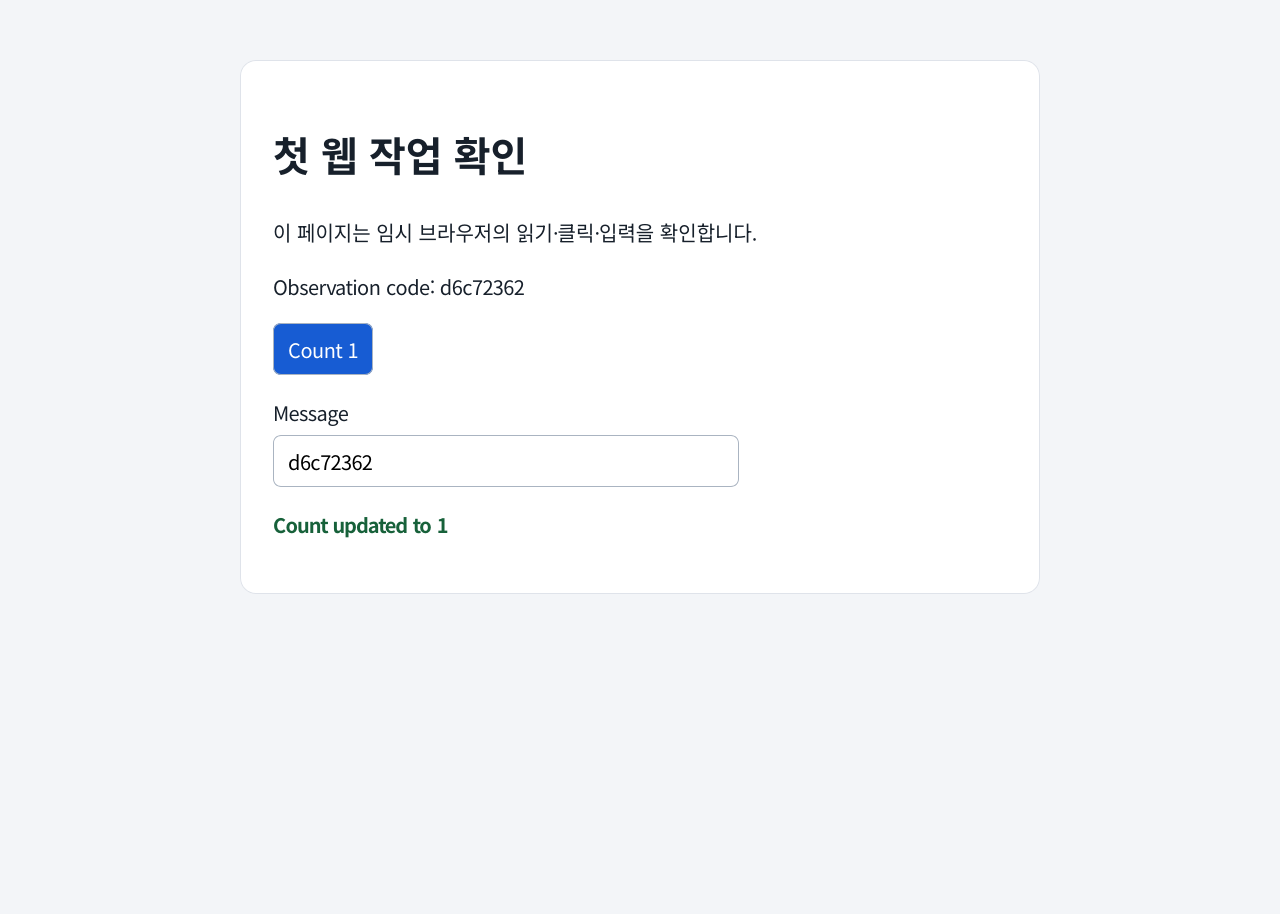 첫 웹 작업 확인
이 페이지는 임시 브라우저의 읽기·클릭·입력을 확인합니다.
Observation code: d6c72362
Count 1
Message
d6c72362
Count updated to 1